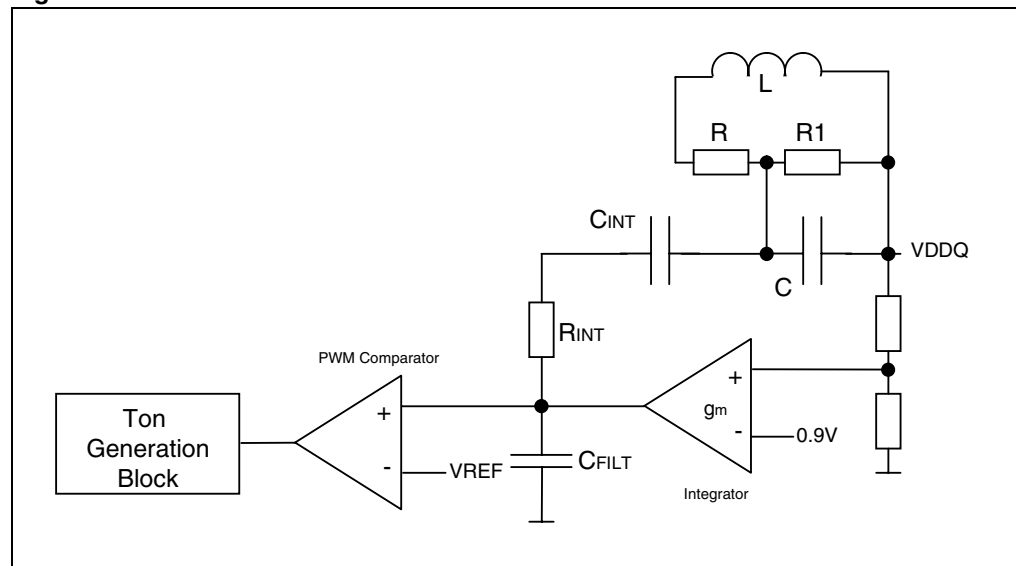 L
R R1
CINT
VDDQ
C
RINT
PWM Comparator
+
gm
-
0.9V
Ton
Generation
Block
+
-
VREF
CFILT
Integrator